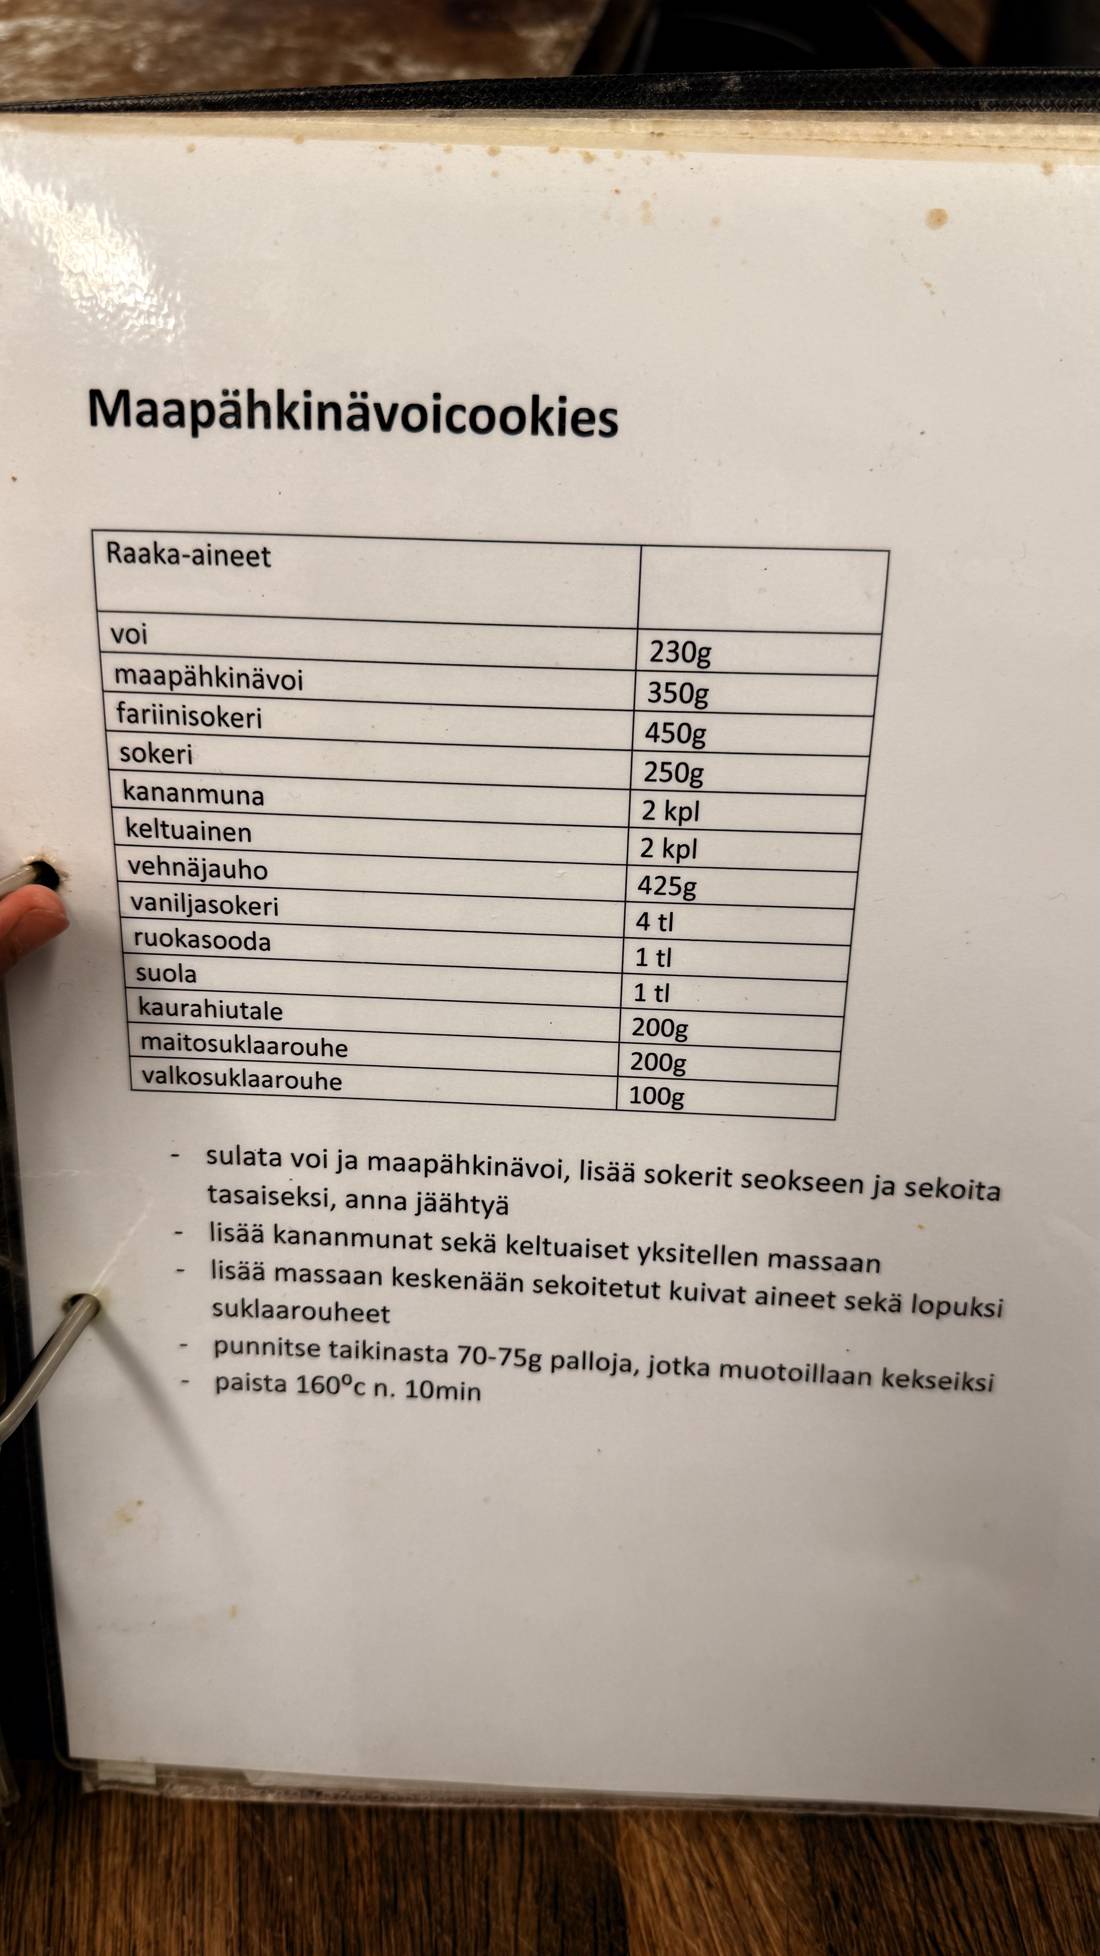 Maapähkinävoicookies
Raaka-aineet
voi 230g
maapähkinävoi 350g
fariinisokeri 450g
sokeri 250g
kananmuna 2 kpl
keltuainen 2 kpl
vehnäjauho 425g
vaniljasokeri 4 tl
ruokasooda 1 tl
suola 1 tl
kaurahiutale 200g
maitosuklaarouhe 200g
valkosuklaarouhe 100g
- sulata voi ja maapähkinävoi, lisää sokerit seokseen ja sekoita
tasaiseksi, anna jäähtyä
- lisää kananmunat sekä keltuaiset yksitellen massaan
- lisää massaan keskenään sekoitetut kuivat aineet sekä lopuksi
suklaarouheet
- punnitse taikinasta 70-75g palloja, jotka muotoillaan kekseiksi
- paista 160ºc n. 10min